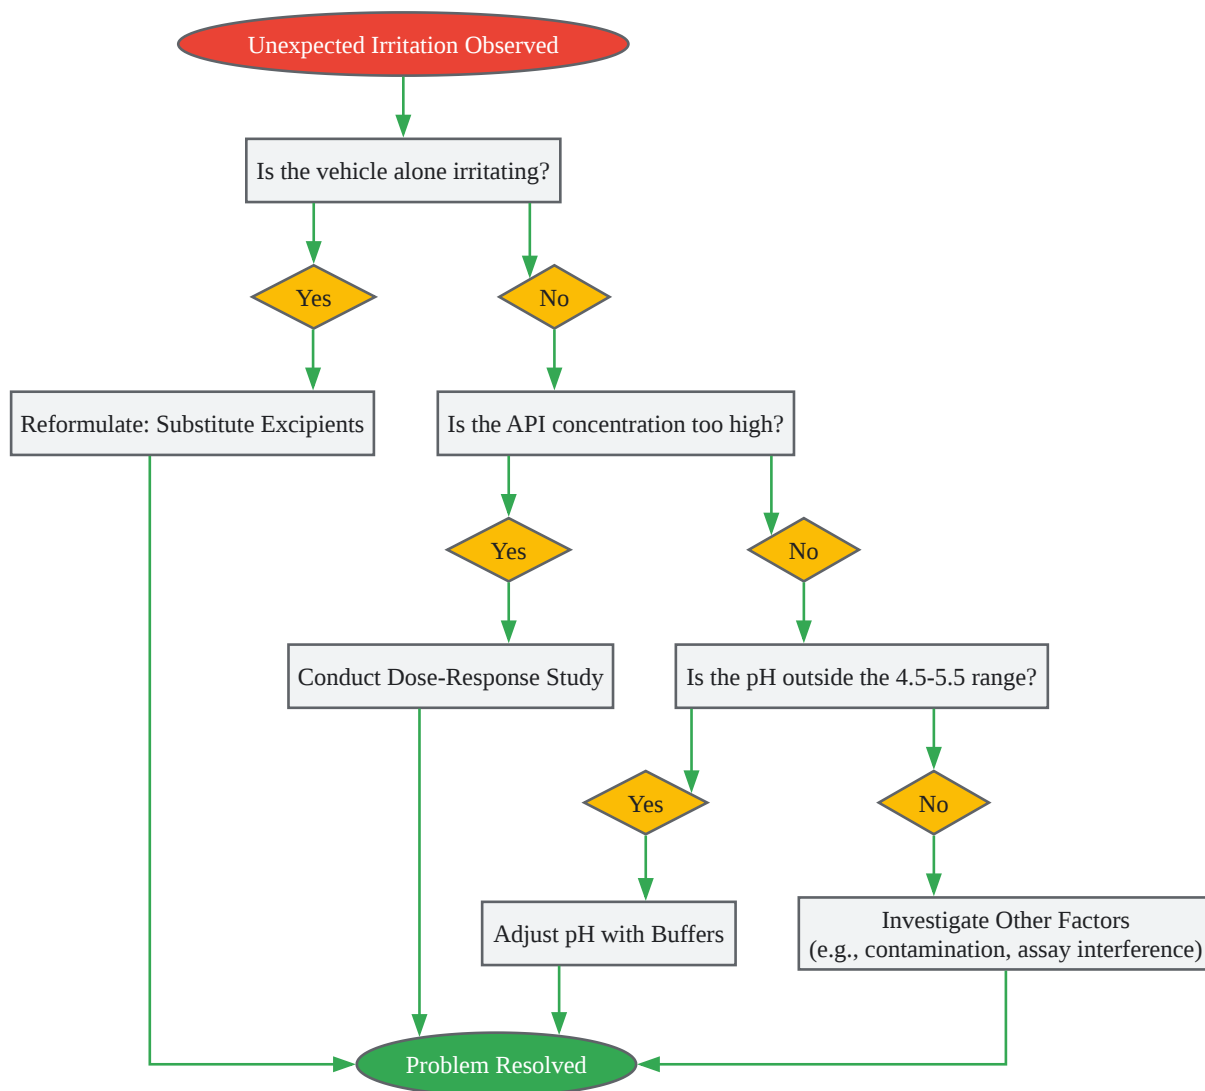 Unexpected Irritation Observed
Is the vehicle alone irritating?
Yes
No
Reformulate: Substitute Excipients
Is the API concentration too high?
Yes
No
Conduct Dose-Response Study
Is the pH outside the 4.5-5.5 range?
Yes
No
Adjust pH with Buffers
Investigate Other Factors
(e.g., contamination, assay interference)
Problem Resolved